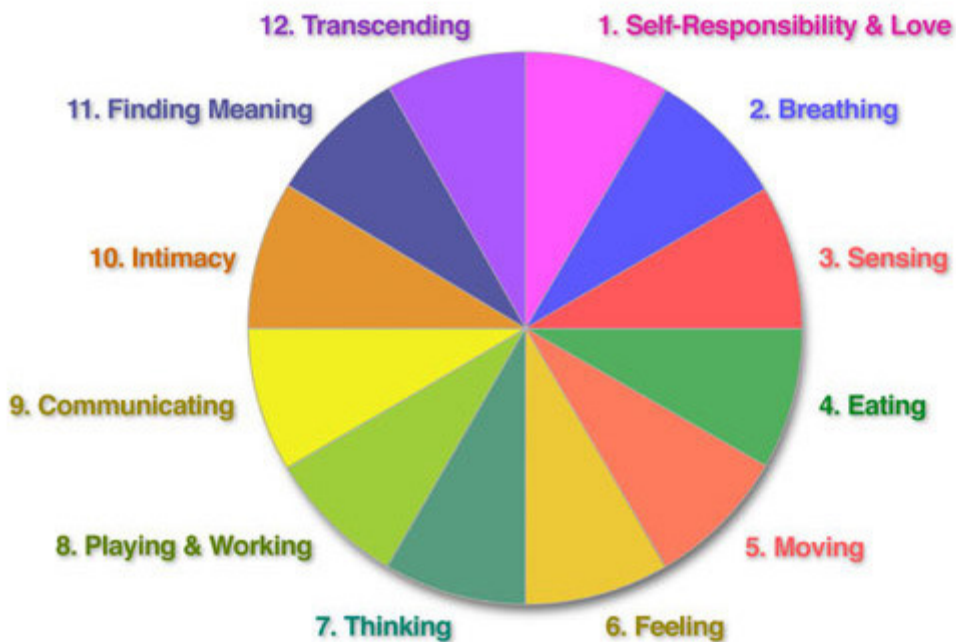 12. Transcending
1. Self-Responsibility & Love
11. Finding Meaning
2. Breathing
10. Intimacy
3. Sensing
9. Communicating
4. Eating
8. Playing & Working
5. Moving
7. Thinking
6. Feeling